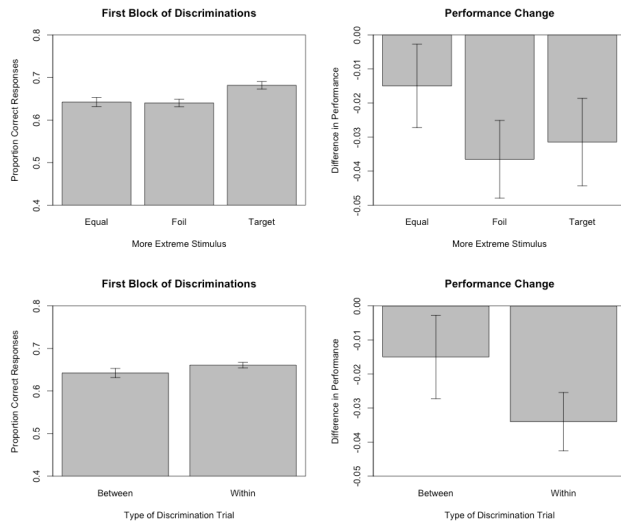 First Block of Discriminations
Proportion Correct Responses
0.4 0.5 0.6 0.7 0.8
Equal Foil Target
More Extreme Stimulus
Performance Change
Difference in Performance
-0.05 -0.04 -0.03 -0.02 -0.01 0.00
Equal Foil Target
More Extreme Stimulus
First Block of Discriminations
Proportion Correct Responses
0.4 0.5 0.6 0.7 0.8
Between Within
Type of Discrimination Trial
Performance Change
Difference in Performance
-0.05 -0.04 -0.03 -0.02 -0.01 0.00
Between Within
Type of Discrimination Trial